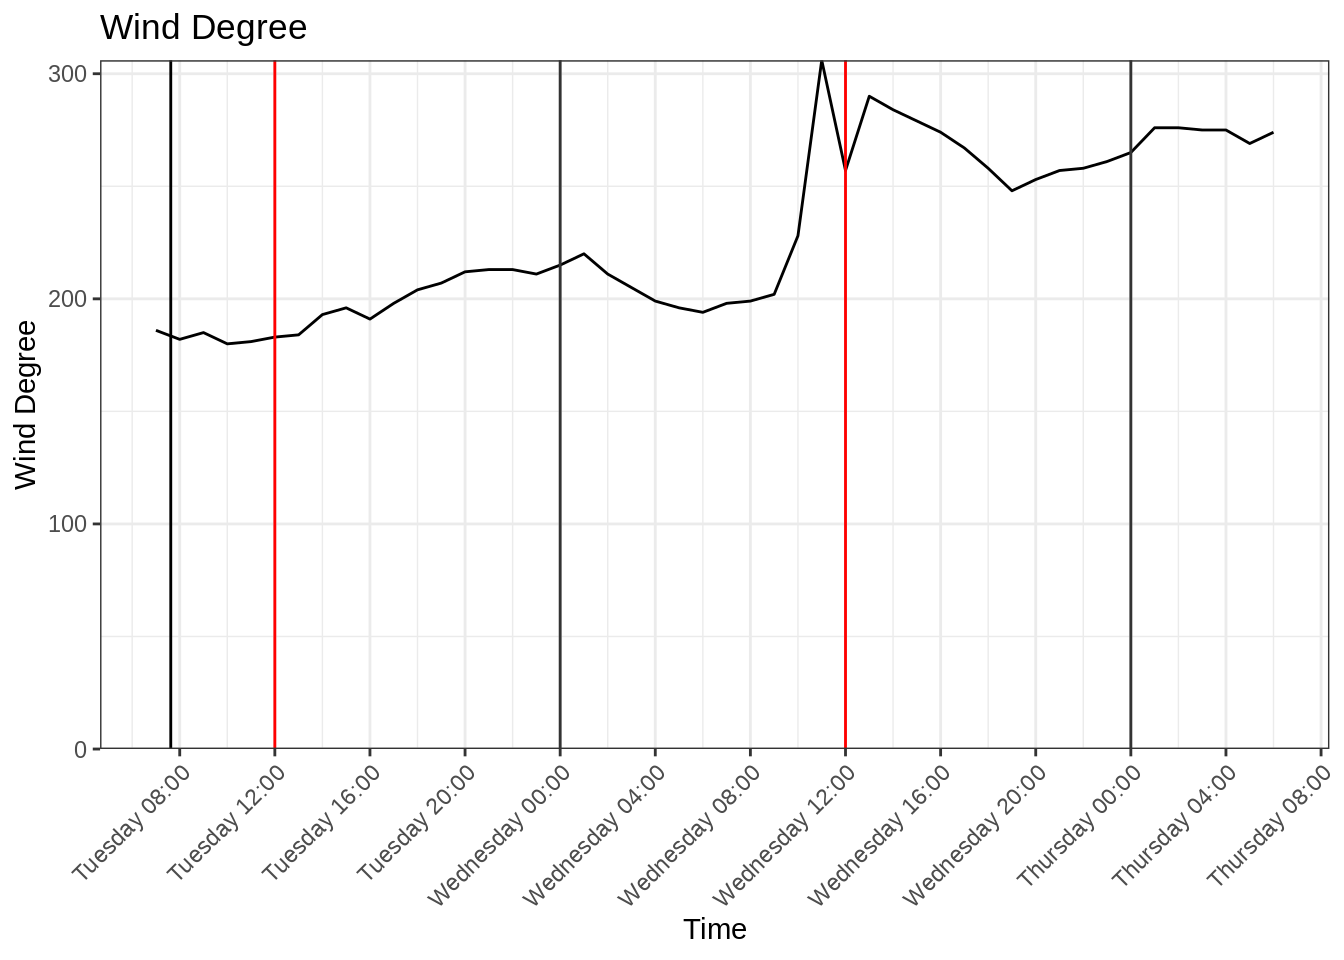 Wind Degree
300
200
100
0
Wind Degree
Tuesday 08:00
Tuesday 12:00
Tuesday 16:00
Tuesday 20:00
Wednesday 00:00
Wednesday 04:00
Wednesday 08:00
Wednesday 12:00
Wednesday 16:00
Wednesday 20:00
Thursday 00:00
Thursday 04:00
Thursday 08:00
Time